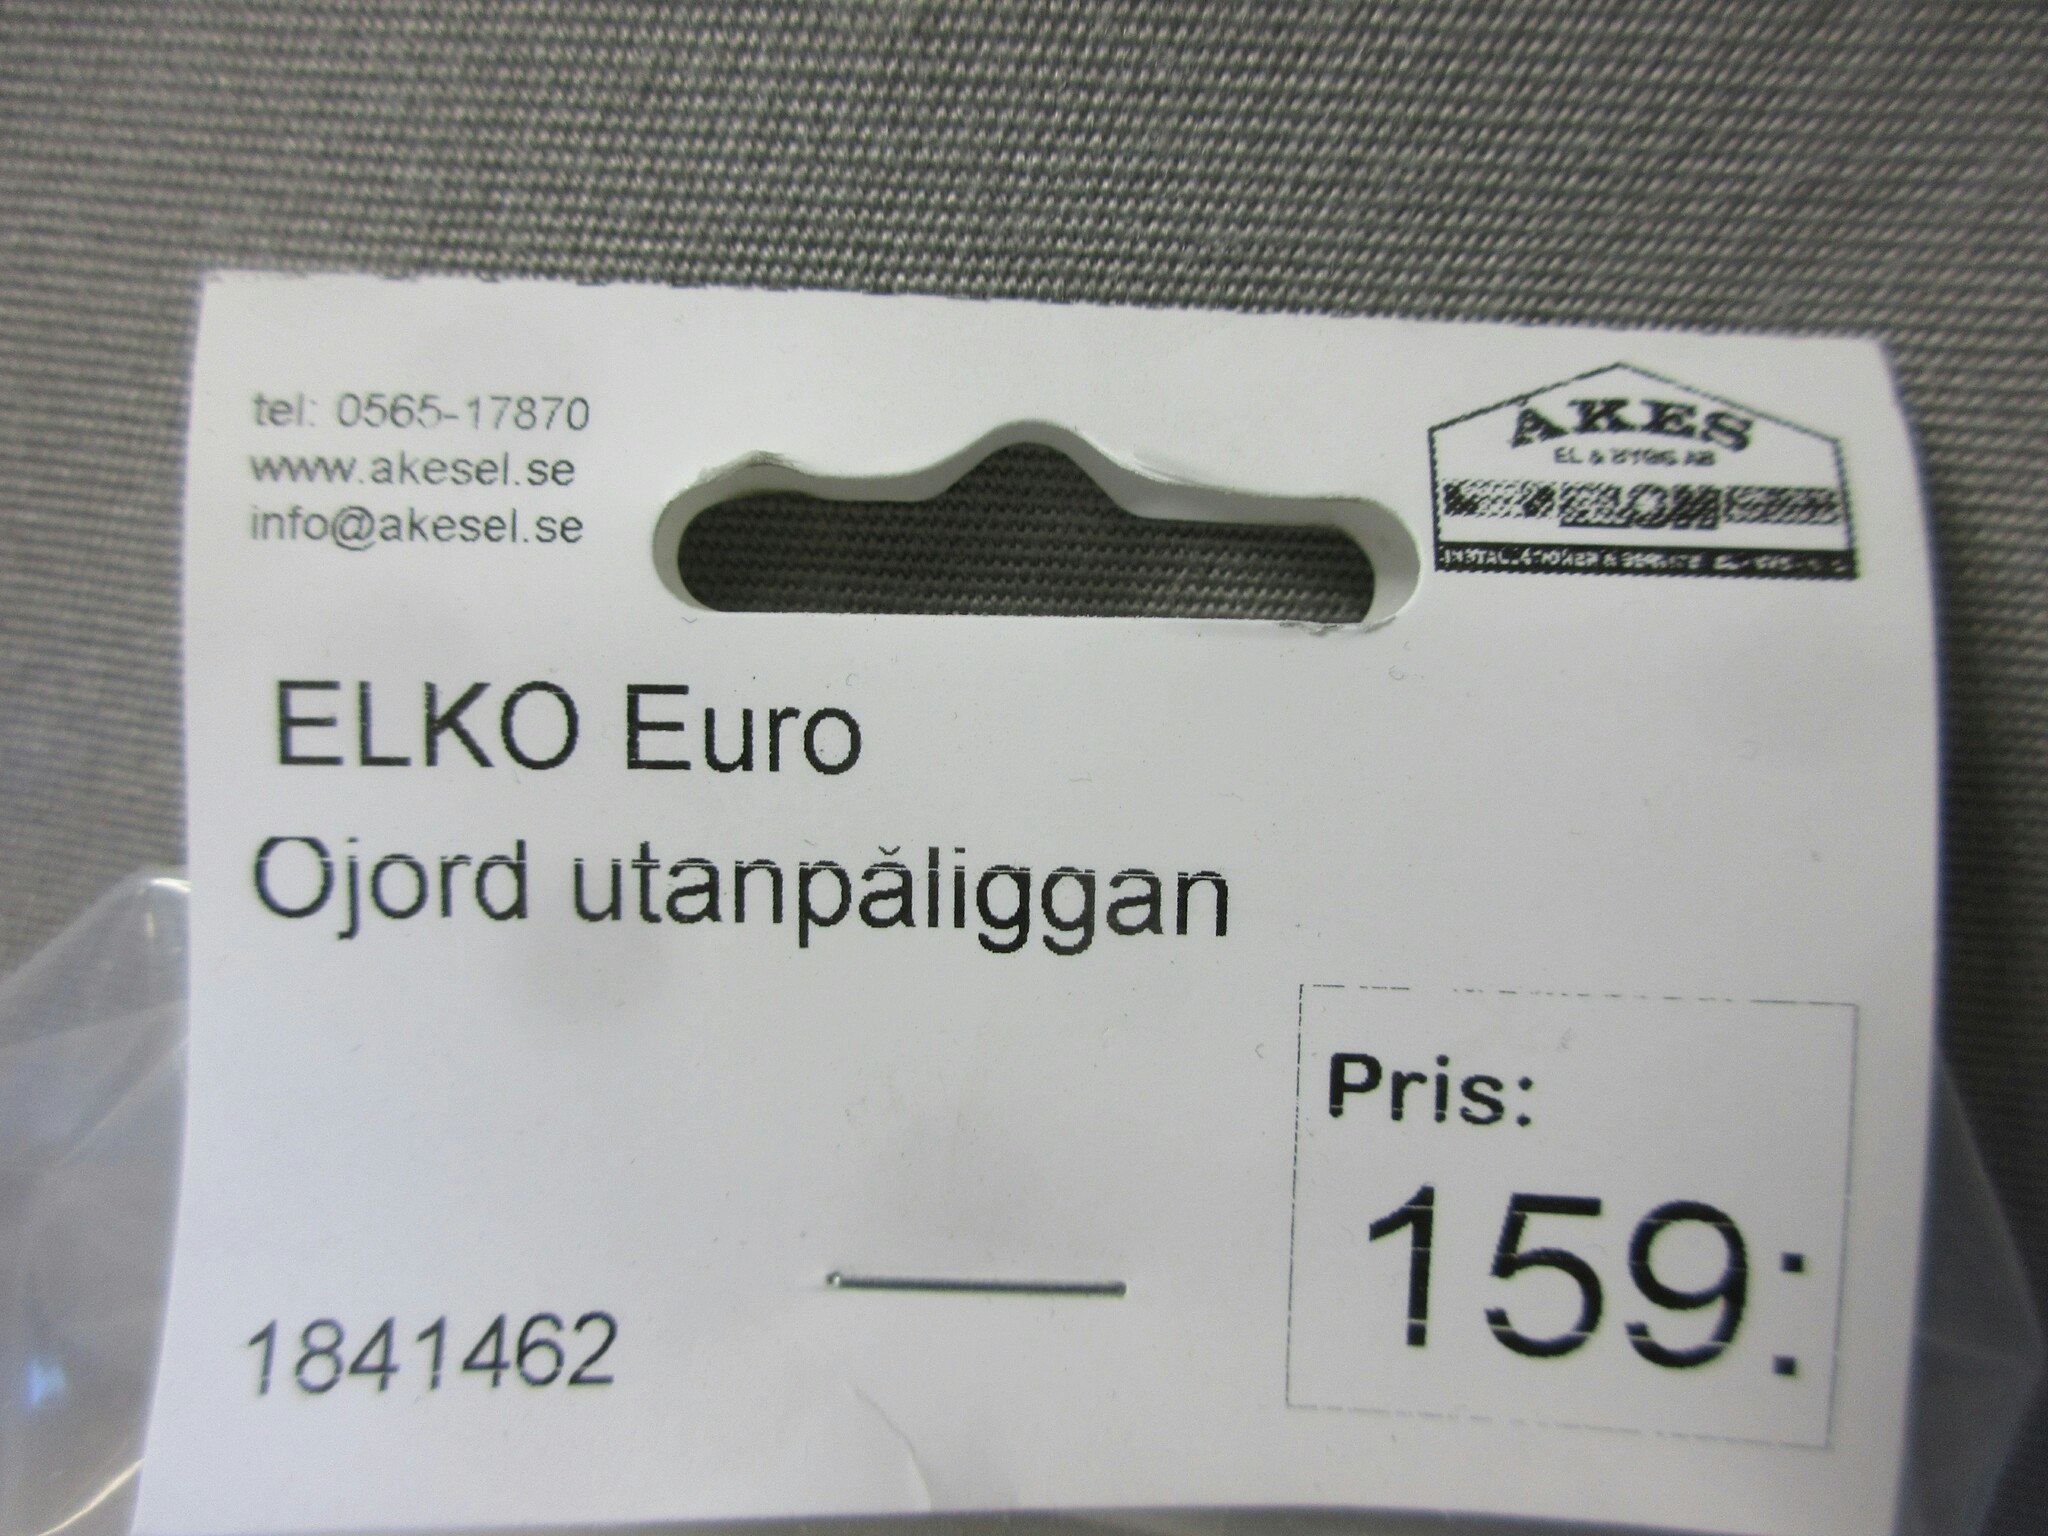 tel: 0565-17870
www.akesel.se
info@akesel.se
ÅKES
EL & BYGG AB
ELKO Euro
Ojord utanpåliggan
Pris:
159:
1841462